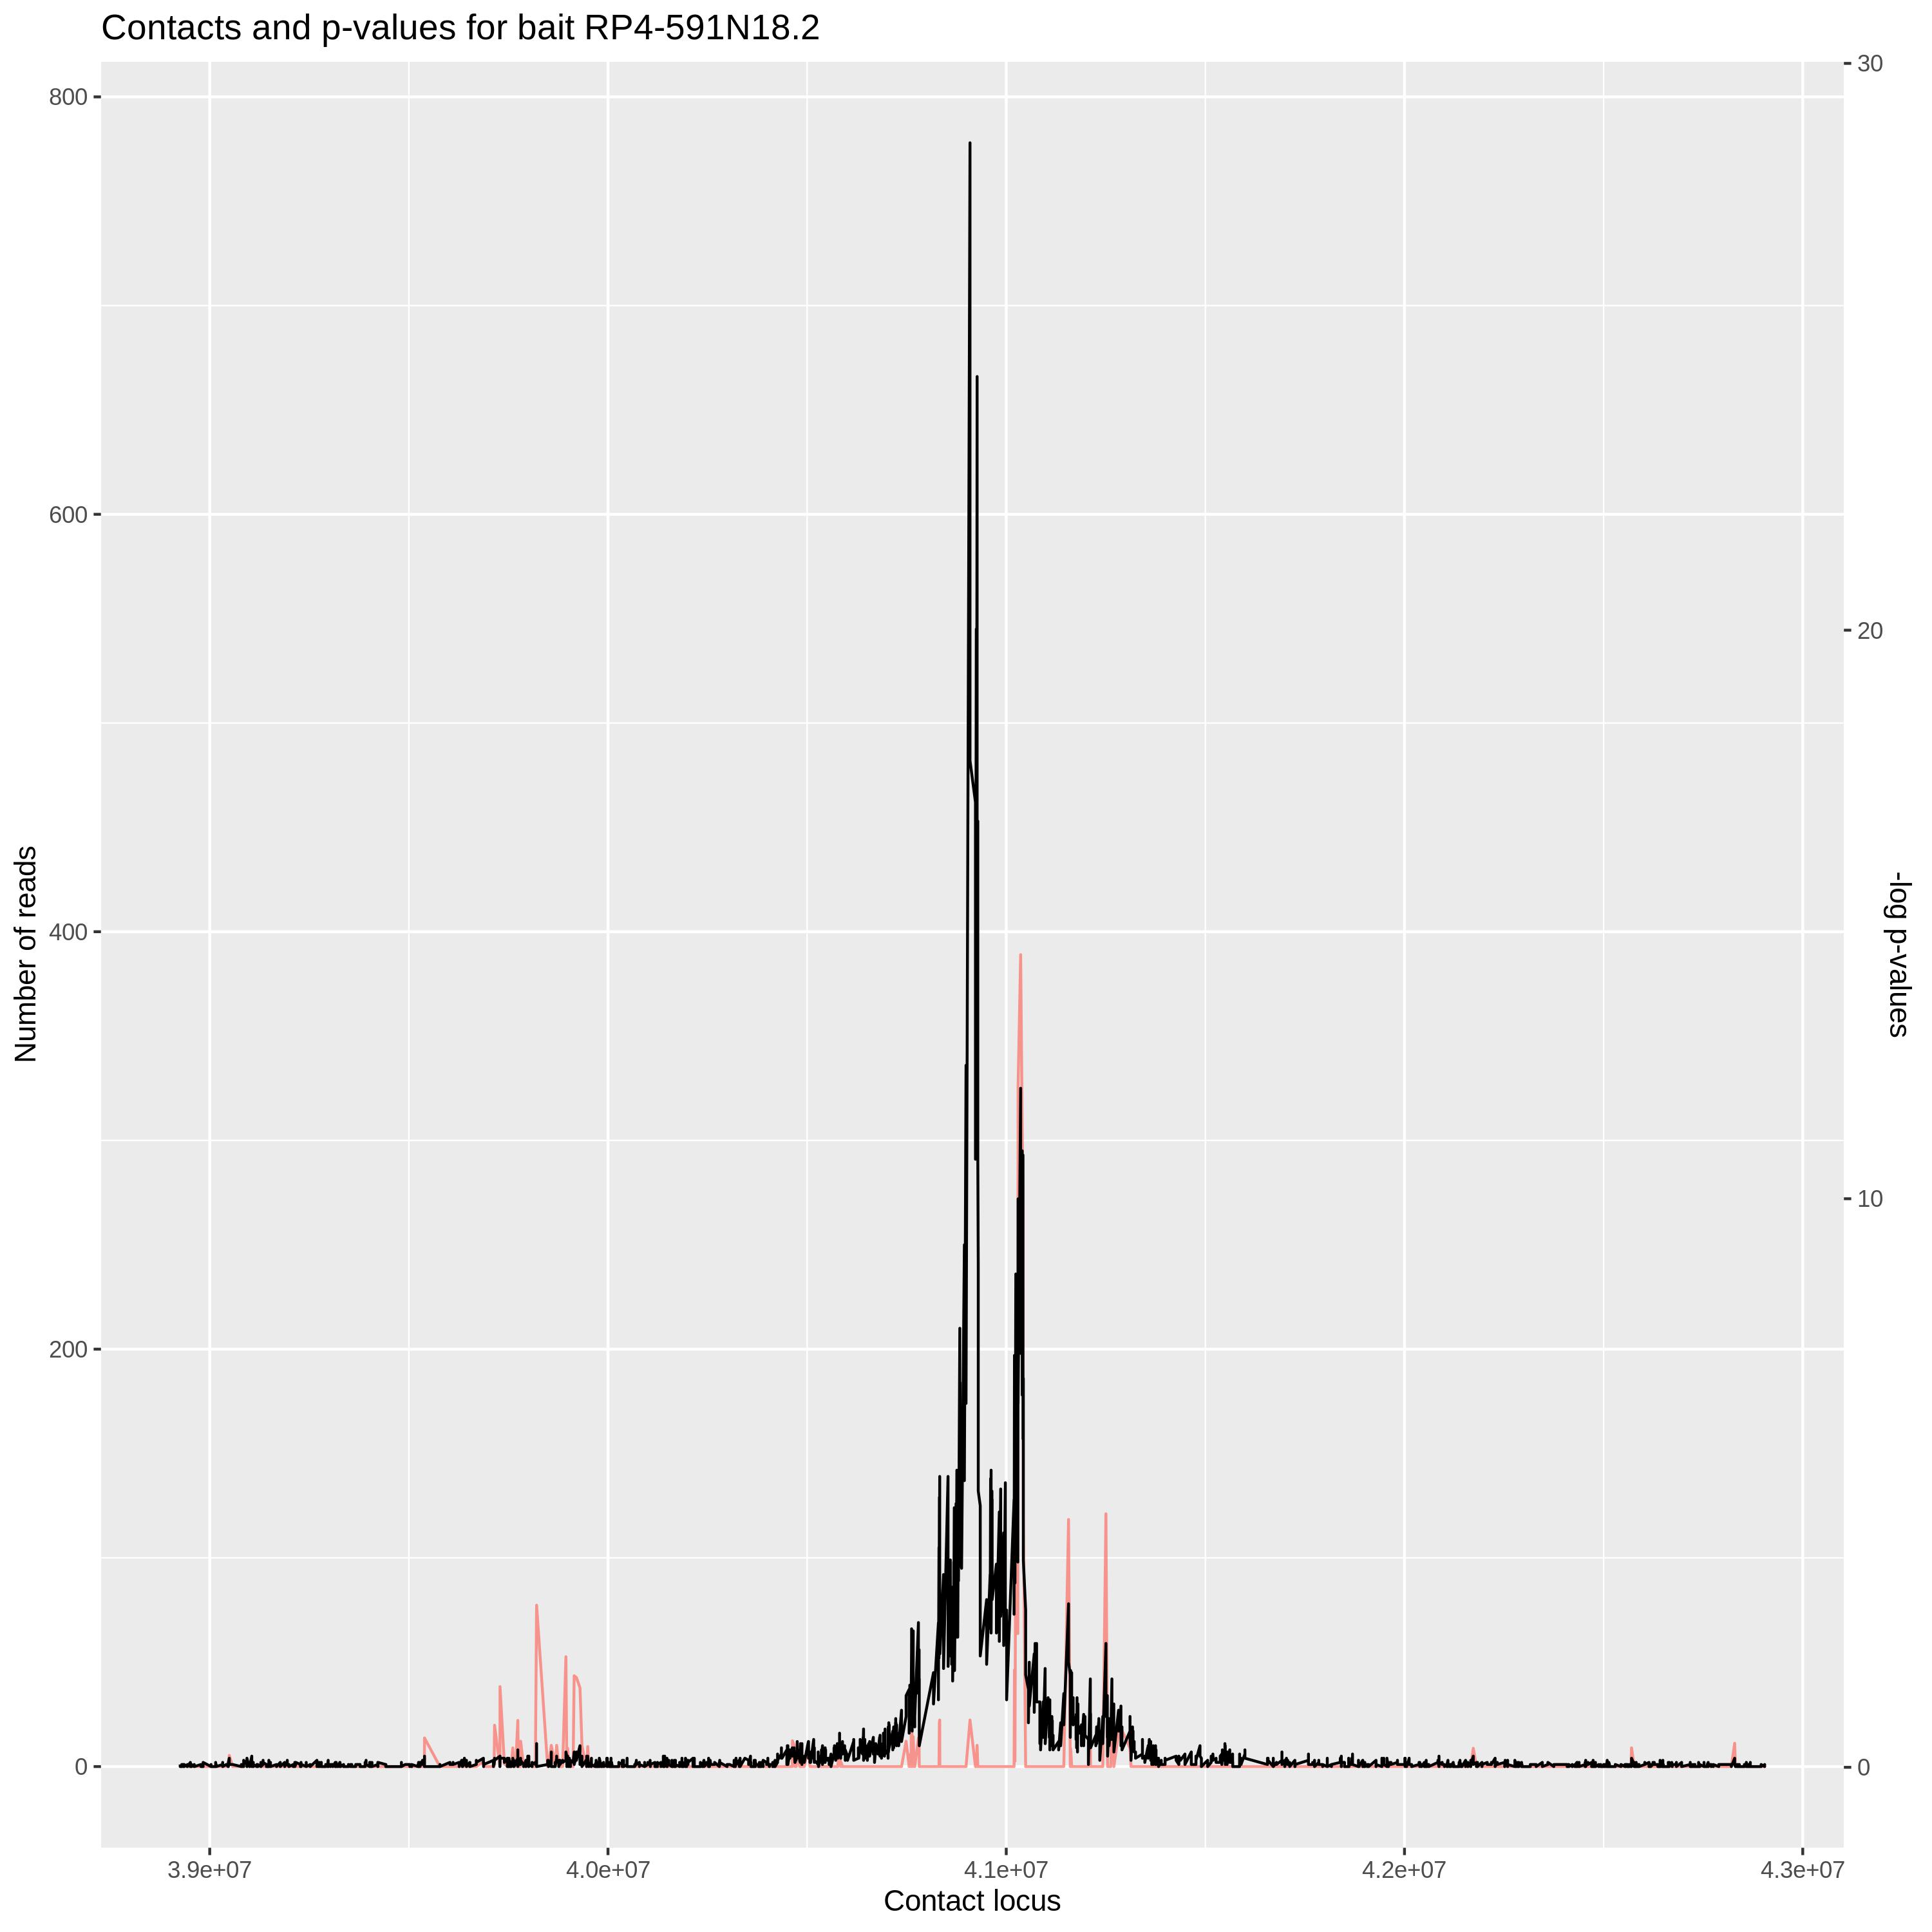 Contacts and p-values for bait RP4-591N18.2
800
600
400
200
0
Number of reads
30
20
10
0
-log p-values
3.9e+07
4.0e+07
4.1e+07
4.2e+07
4.3e+07
Contact locus